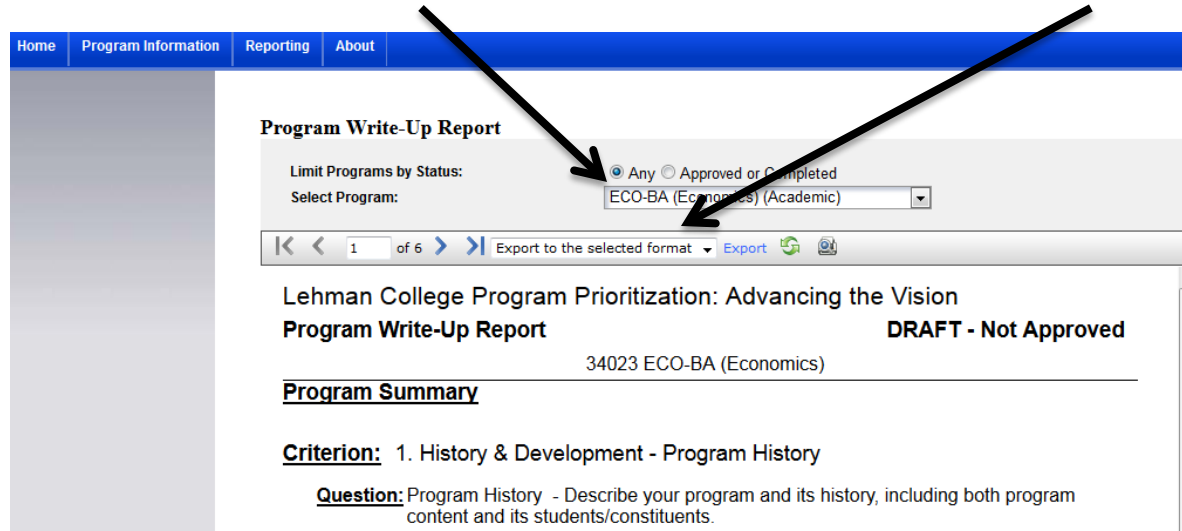 Home Program Information Reporting About
Program Write-Up Report
Limit Programs by Status: Any Approved or Completed
Select Program: ECO-BA (Economics) (Academic)
1 of 6 Export to the selected format Export
Lehman College Program Prioritization: Advancing the Vision
Program Write-Up Report DRAFT - Not Approved
34023 ECO-BA (Economics)
Program Summary
Criterion: 1. History & Development - Program History
Question: Program History - Describe your program and its history, including both program
content and its students/constituents.